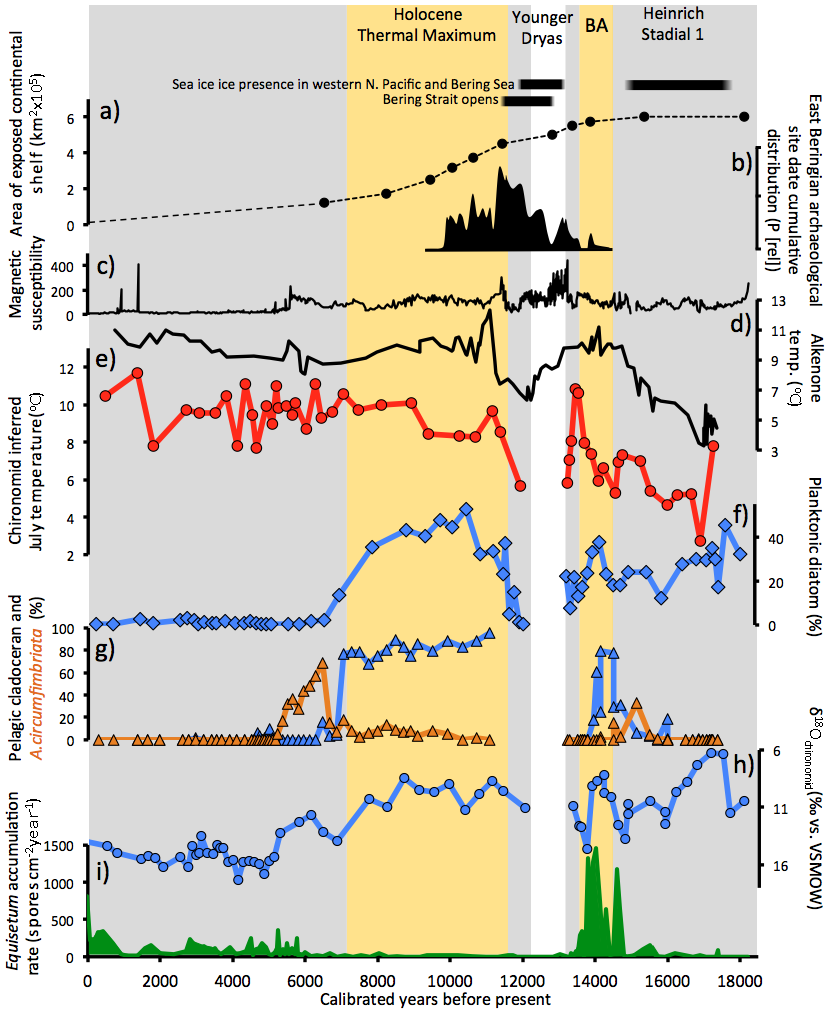 Holocene
Thermal Maximum
Younger
Dryas
BA
Heinrich
Stadial 1
Sea ice ice presence in western N. Pacific and Bering Sea
Bering Strait opens
a)
Area of exposed continental
shelf (km²x10⁵)
6
4
2
0
b)
East Beringian archaeological
site date cumulative
distribution (P [rel])
c)
Magnetic
susceptibility
400
200
0
d)
Alkenone
temp. (°C)
13
11
9
7
5
3
e)
Chironomid inferred
July temperature (°C)
12
10
8
6
4
2
f)
Planktonic diatom (%)
40
20
0
g)
Pelagic cladoceran and
A.circumfimbriata (%)
100
80
60
40
20
0
h)
δ¹⁸Ochironomid(‰ vs. VSMOW)
6
11
16
i)
Equisetum accumulation
rate (spores cm⁻²year⁻¹)
1500
1000
500
0
0 2000 4000 6000 8000 10000 12000 14000 16000 18000
Calibrated years before present